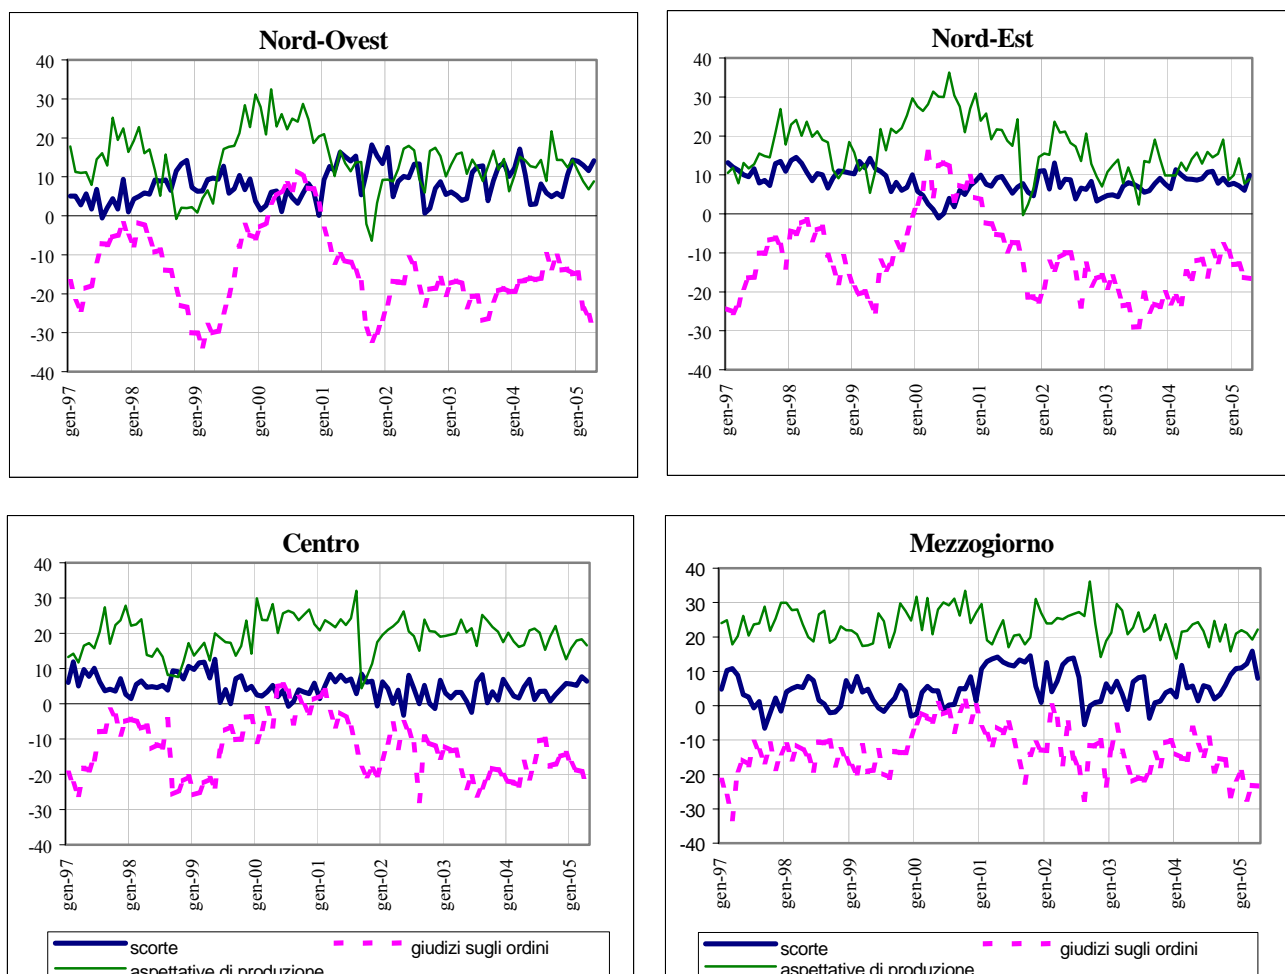 Nord-Ovest
40
30
20
10
0
-10
-20
-30
-40
gen-97
gen-98
gen-99
gen-00
gen-01
gen-02
gen-03
gen-04
gen-05
Nord-Est
40
30
20
10
0
-10
-20
-30
-40
gen-97
gen-98
gen-99
gen-00
gen-01
gen-02
gen-03
gen-04
gen-05
Centro
40
30
20
10
0
-10
-20
-30
-40
gen-97
gen-98
gen-99
gen-00
gen-01
gen-02
gen-03
gen-04
gen-05
scorte
giudizi sugli ordini
aspettative di produzione
Mezzogiorno
40
30
20
10
0
-10
-20
-30
-40
gen-97
gen-98
gen-99
gen-00
gen-01
gen-02
gen-03
gen-04
gen-05
scorte
giudizi sugli ordini
aspettative di produzione